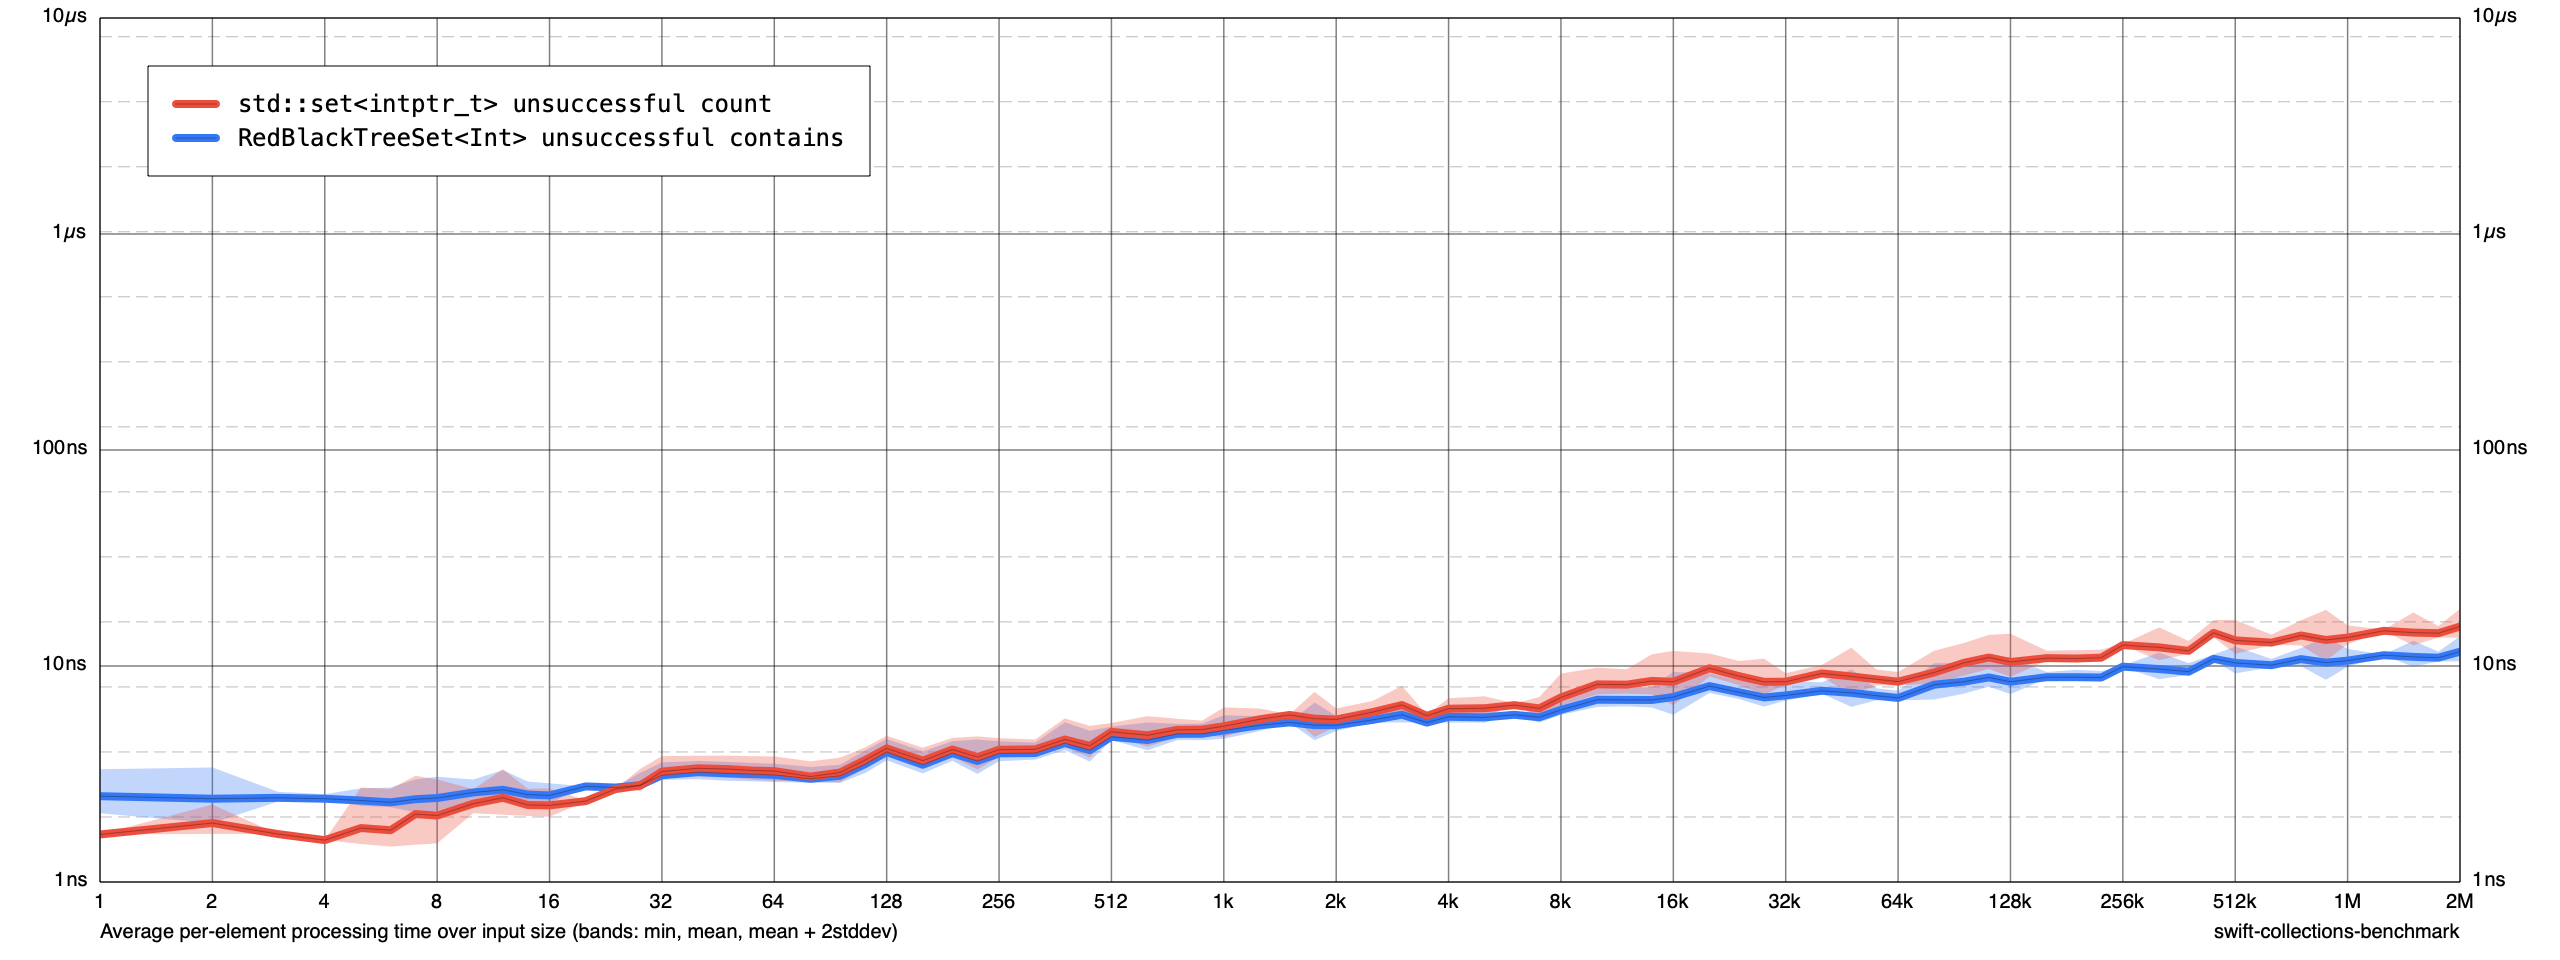 10µs
10µs
std::set<intptr_t> unsuccessful count
RedBlackTreeSet<Int> unsuccessful contains
1µs
1µs
100ns
100ns
10ns
10ns
1ns
1ns
1 2 4 8 16 32 64 128 256 512 1k 2k 4k 8k 16k 32k 64k 128k 256k 512k 1M 2M
Average per-element processing time over input size (bands: min, mean, mean + 2stddev)
swift-collections-benchmark